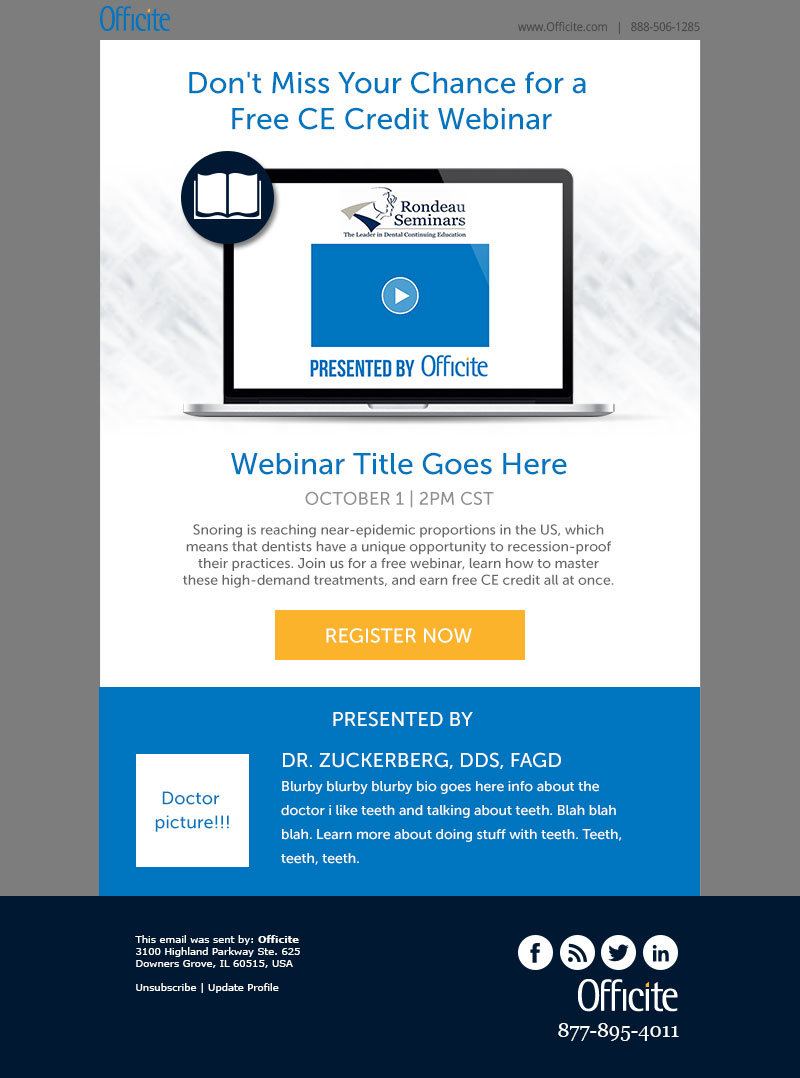 Officite
www.Officite.com | 888-506-1285
Don't Miss Your Chance for a
Free CE Credit Webinar
Rondeau
Seminars
The Leader in Dental Continuing Education
PRESENTED BY Officite
Webinar Title Goes Here
OCTOBER 1 | 2PM CST
Snoring is reaching near-epidemic proportions in the US, which
means that dentists have a unique opportunity to recession-proof
their practices. Join us for a free webinar, learn how to master
these high-demand treatments, and earn free CE credit all at once.
REGISTER NOW
PRESENTED BY
Doctor
picture!!!
DR. ZUCKERBERG, DDS, FAGD
Blurby blurby blurby bio goes here info about the
doctor i like teeth and talking about teeth. Blah blah
blah. Learn more about doing stuff with teeth. Teeth,
teeth, teeth.
This email was sent by: Officite
3100 Highland Parkway Ste. 625
Downers Grove, IL 60515, USA
Unsubscribe | Update Profile
f
in
Officite
877-895-4011